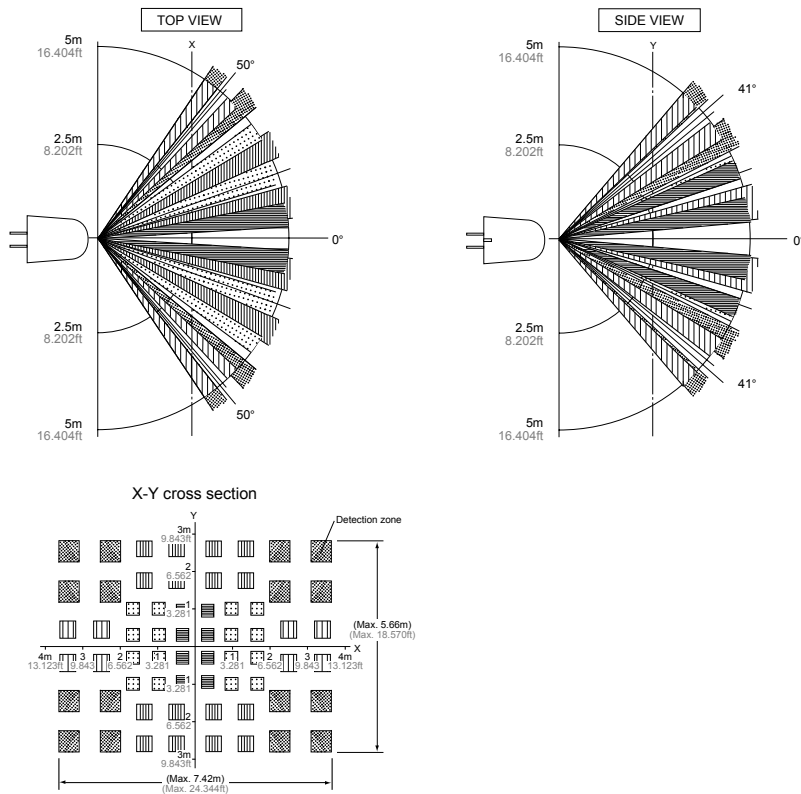 TOP VIEW
5m
16.404ft
X
50°
2.5m
8.202ft
0°
2.5m
8.202ft
50°
5m
16.404ft
SIDE VIEW
5m
16.404ft
Y
41°
2.5m
8.202ft
0°
2.5m
8.202ft
41°
5m
16.404ft
X-Y cross section
Y
Detection zone
3m
9.843ft
2
6.562
1
3.281
(Max. 5.66m)
(Max. 18.570ft)
X
4m 3 2 1 1 2 3 4m
13.123ft 9.843 6.562 3.281 3.281 6.562 9.843 13.123ft
1
3.281
2
6.562
3m
9.843ft
(Max. 7.42m)
(Max. 24.344ft)